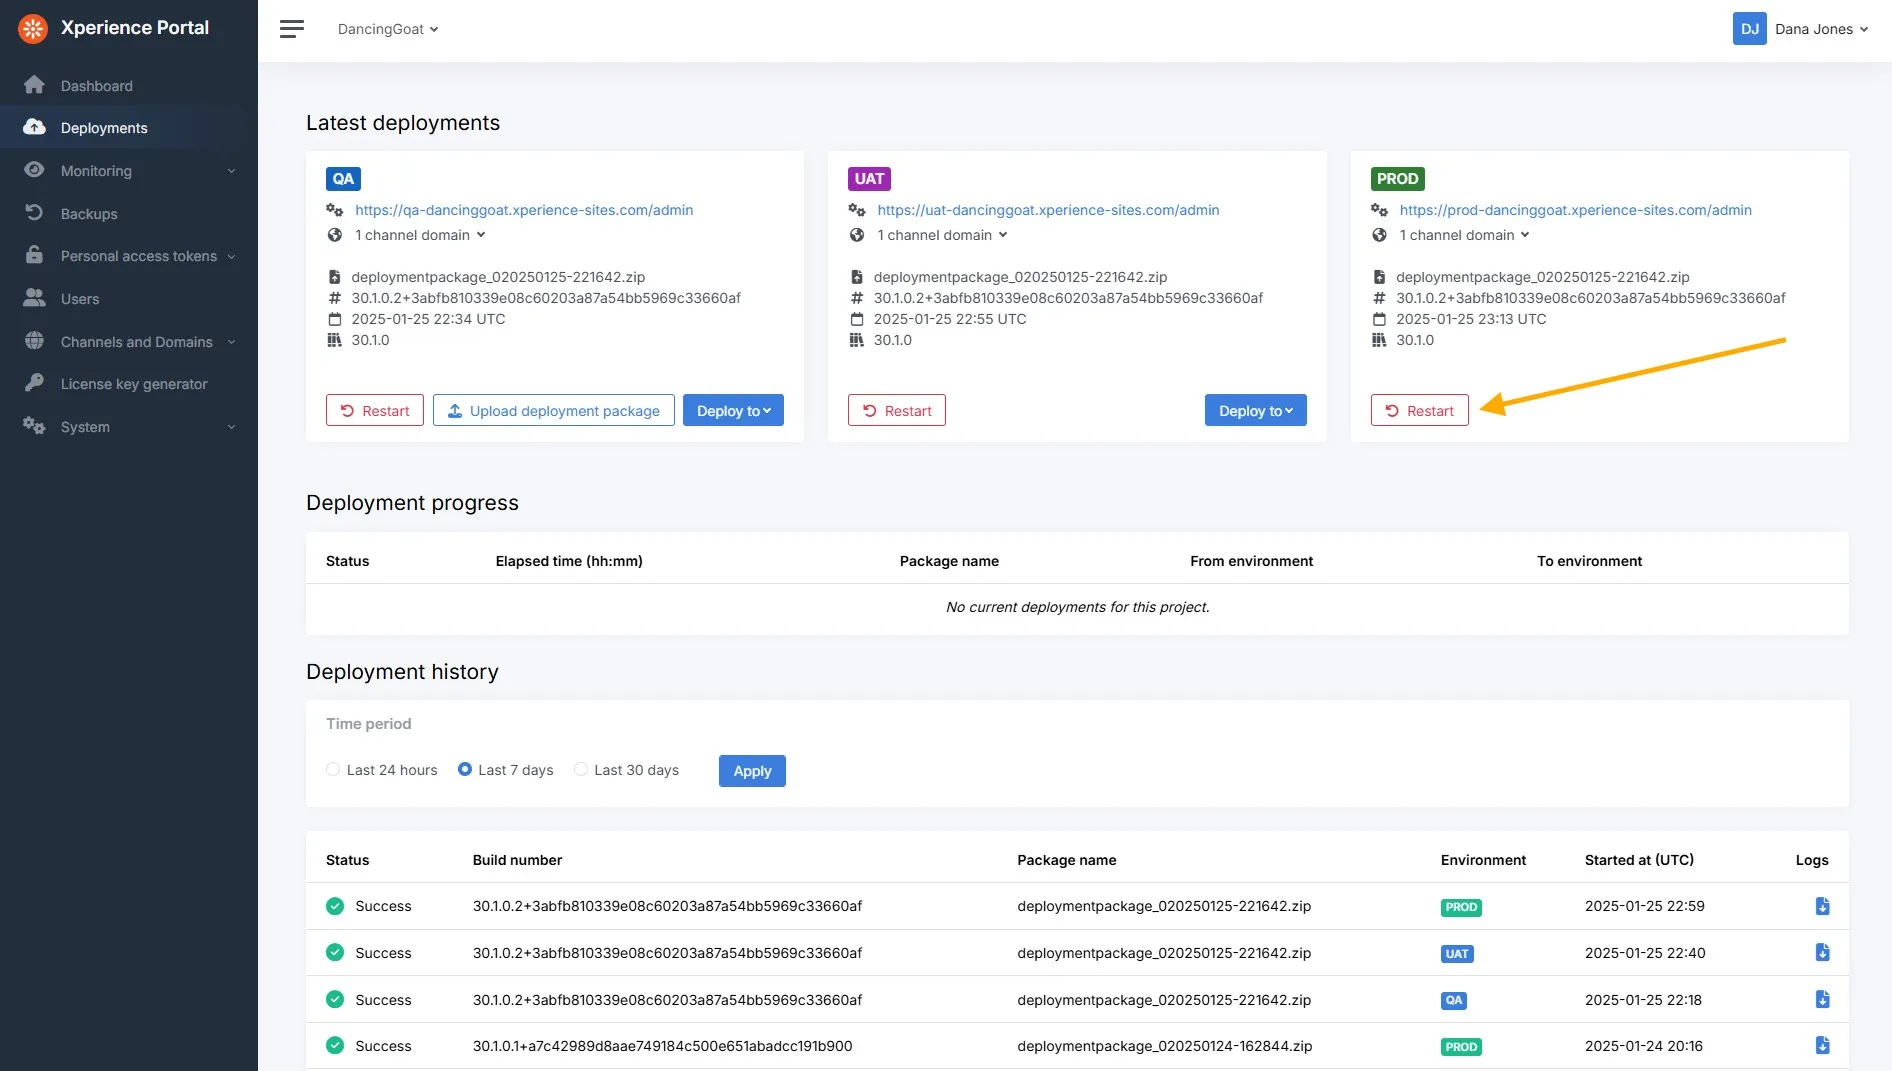 Xperience Portal
DancingGoat
DJ Dana Jones
Dashboard
Deployments
Monitoring
Backups
Personal access tokens
Users
Channels and Domains
License key generator
System
Latest deployments
QA
https://qa-dancinggoat.xperience-sites.com/admin
1 channel domain
deploymentpackage_020250125-221642.zip
30.1.0.2+3abfb810339e08c60203a87a54bb5969c33660af
2025-01-25 22:34 UTC
30.1.0
Restart Upload deployment package Deploy to
UAT
https://uat-dancinggoat.xperience-sites.com/admin
1 channel domain
deploymentpackage_020250125-221642.zip
30.1.0.2+3abfb810339e08c60203a87a54bb5969c33660af
2025-01-25 22:55 UTC
30.1.0
Restart Deploy to
PROD
https://prod-dancinggoat.xperience-sites.com/admin
1 channel domain
deploymentpackage_020250125-221642.zip
30.1.0.2+3abfb810339e08c60203a87a54bb5969c33660af
2025-01-25 23:13 UTC
30.1.0
Restart
Deployment progress
Status Elapsed time (hh:mm) Package name From environment To environment
No current deployments for this project.
Deployment history
Time period
Last 24 hours Last 7 days Last 30 days Apply
Status Build number Package name Environment Started at (UTC) Logs
Success 30.1.0.2+3abfb810339e08c60203a87a54bb5969c33660af deploymentpackage_020250125-221642.zip PROD 2025-01-25 22:59
Success 30.1.0.2+3abfb810339e08c60203a87a54bb5969c33660af deploymentpackage_020250125-221642.zip UAT 2025-01-25 22:40
Success 30.1.0.2+3abfb810339e08c60203a87a54bb5969c33660af deploymentpackage_020250125-221642.zip QA 2025-01-25 22:18
Success 30.1.0.1+a7c42989d8aae749184c500e651abadcc191b900 deploymentpackage_020250124-162844.zip PROD 2025-01-24 20:16